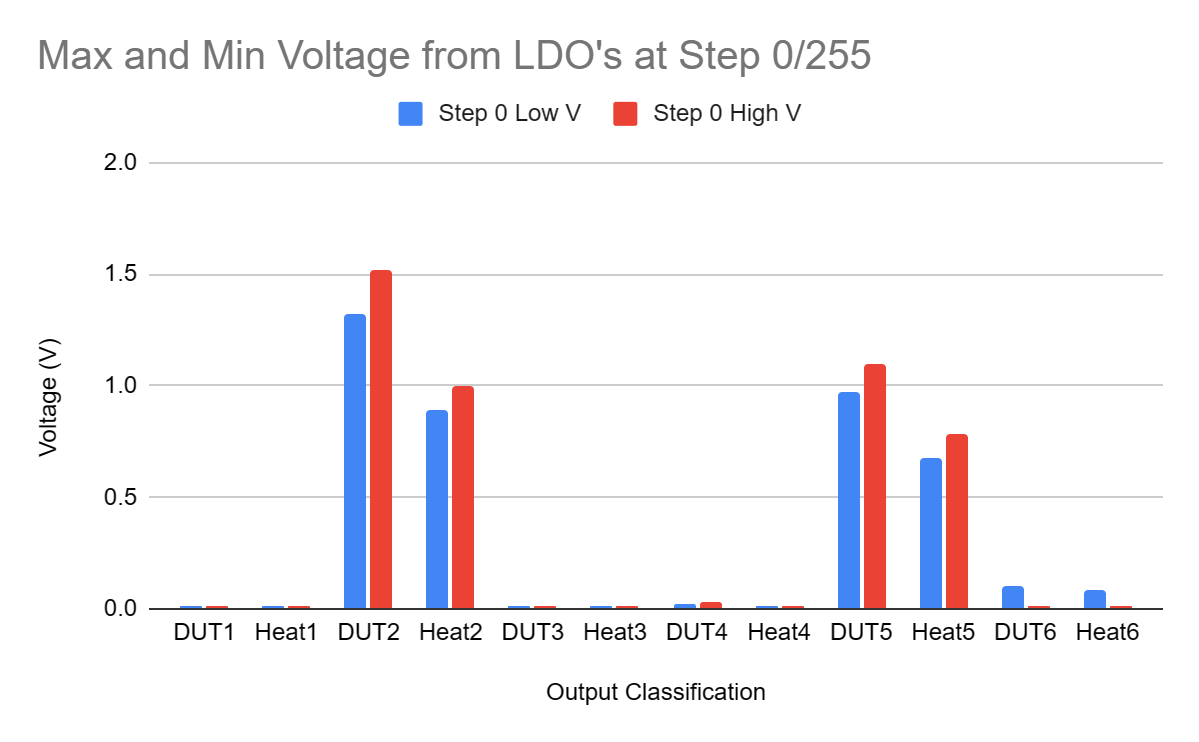 Max and Min Voltage from LDO's at Step 0/255
Step 0 Low V Step 0 High V
2.0
1.5
1.0
0.5
0.0
Voltage (V)
DUT1 Heat1 DUT2 Heat2 DUT3 Heat3 DUT4 Heat4 DUT5 Heat5 DUT6 Heat6
Output Classification